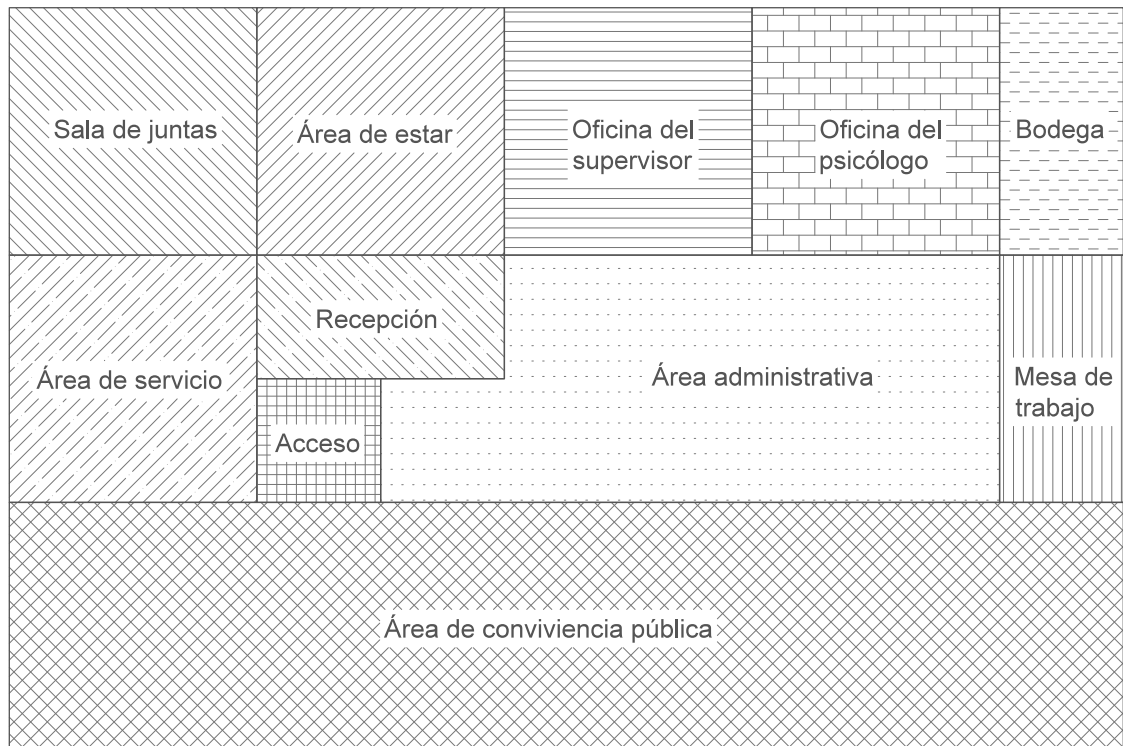 Sala de juntas
Área de estar
Oficina del
supervisor
Oficina del
psicólogo
Bodega
Área de servicio
Recepción
Acceso
Área administrativa
Mesa de
trabajo
Área de conviviencia pública